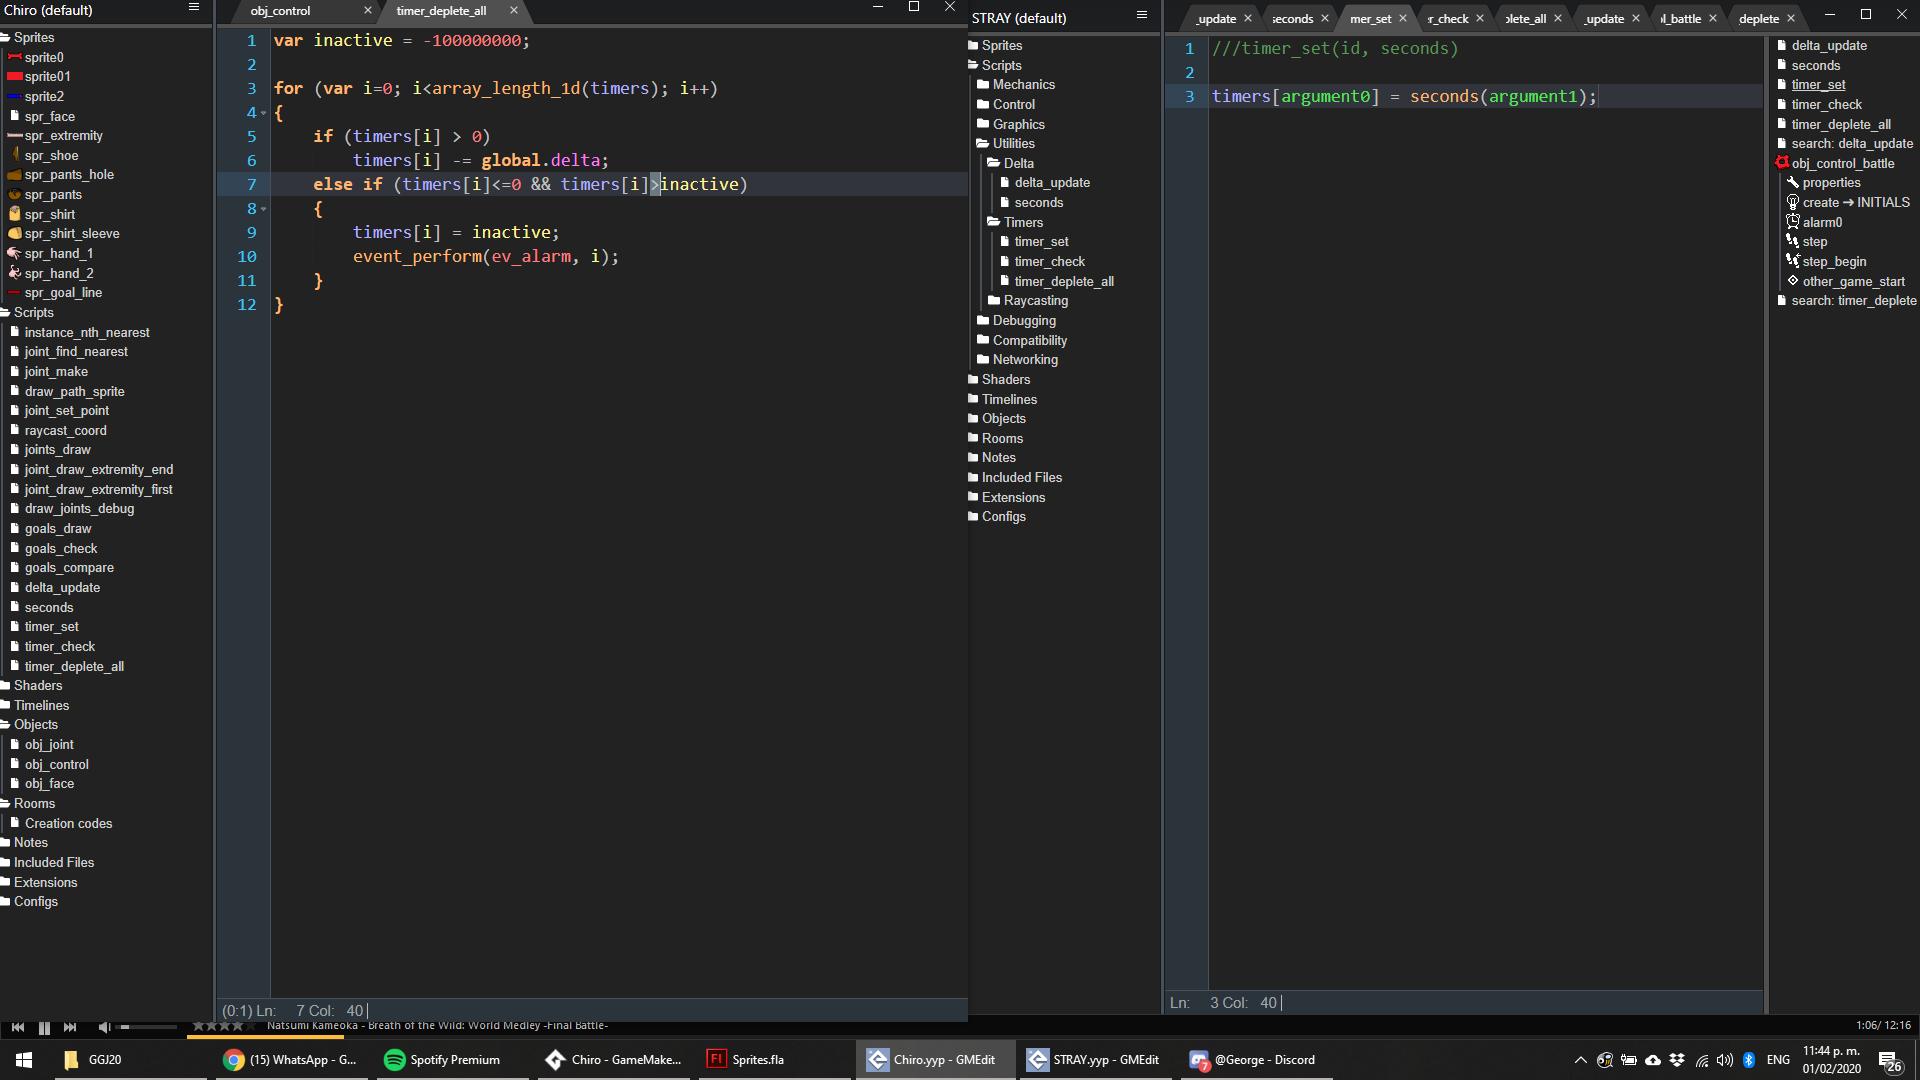 Chiro (default)
Sprites
sprite0
sprite01
sprite2
spr_face
spr_extremity
spr_shoe
spr_pants_hole
spr_pants
spr_shirt
spr_shirt_sleeve
spr_hand_1
spr_hand_2
spr_goal_line
Scripts
instance_nth_nearest
joint_find_nearest
joint_make
draw_path_sprite
joint_set_point
raycast_coord
joints_draw
joint_draw_extremity_end
joint_draw_extremity_first
draw_joints_debug
goals_draw
goals_check
goals_compare
delta_update
seconds
timer_set
timer_check
timer_deplete_all
Shaders
Timelines
Objects
obj_joint
obj_control
obj_face
Rooms
Creation codes
Notes
Included Files
Extensions
Configs
obj_control × timer_deplete_all ×
1 var inactive = -100000000;
2
3 for (var i=0; i<array_length_1d(timers); i++)
4 {
5 if (timers[i] > 0)
6 timers[i] -= global.delta;
7 else if (timers[i]<=0 && timers[i]>inactive)
8 {
9 timers[i] = inactive;
10 event_perform(ev_alarm, i);
11 }
12 }
(0:1) Ln: 7 Col: 40
STRAY (default)
Sprites
Scripts
Mechanics
Control
Graphics
Utilities
Delta
delta_update
seconds
Timers
timer_set
timer_check
timer_deplete_all
Raycasting
Debugging
Compatibility
Networking
Shaders
Timelines
Objects
Rooms
Notes
Included Files
Extensions
Configs
_update × seconds × mer_set × r_check × lete_all × _update × l_battle × deplete ×
1 ///timer_set(id, seconds)
2
3 timers[argument0] = seconds(argument1);
Ln: 3 Col: 40
delta_update
seconds
timer_set
timer_check
timer_deplete_all
search: delta_update
obj_control_battle
properties
create → INITIALS
alarm0
step
step_begin
other_game_start
search: timer_deplete
Natsumi Kameoka - Breath of the Wild: World Medley -Final Battle-
1:06/ 12:16
GGJ20
(15) WhatsApp - G...
Spotify Premium
Chiro - GameMake...
Fl Sprites.fla
Chiro.yyp - GMEdit
STRAY.yyp - GMEdit
7 @George - Discord
ENG
11:44 p. m.
01/02/2020
26